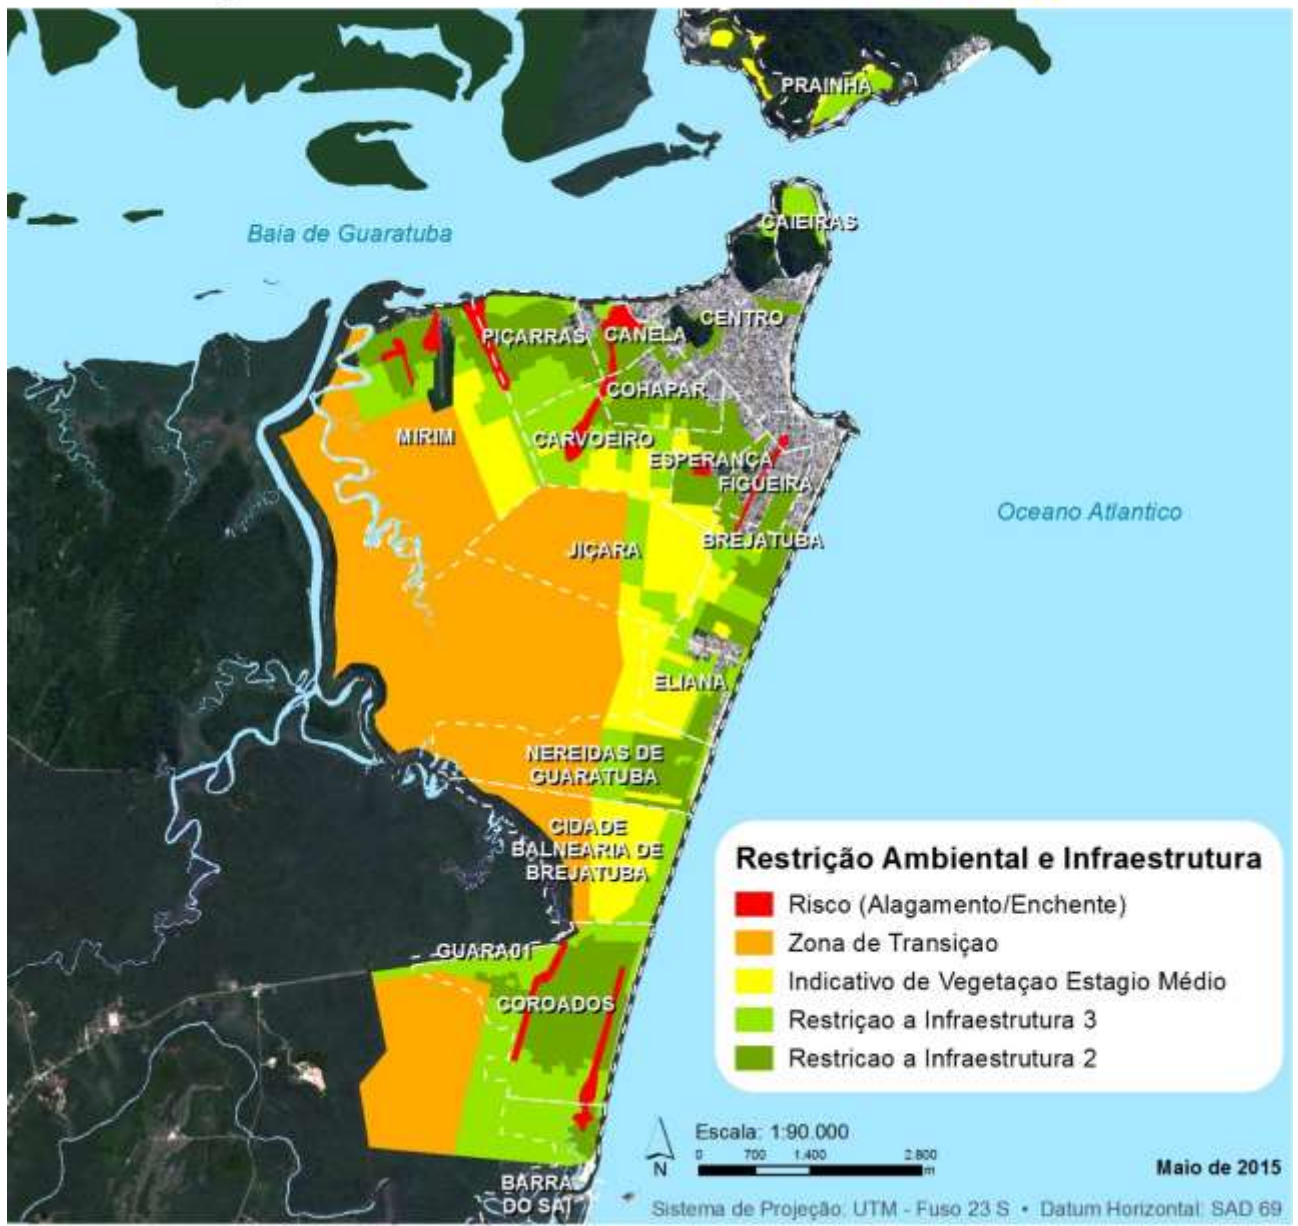 PRAINHA
CAIEIRAS
Baia de Guaratuba
CENTRO
PIÇARRAS
CANELA
COHAPAR
MIRIM
CARVOEIRO
ESPERANÇA
FIGUEIRA
Oceano Atlantico
BREJATUBA
JIÇARA
ELIANA
NEREIDAS DE
GUARATUBA
CIDADE
BALNEARIA DE
BREJATUBA
GUARA01
COROADOS
BARRA
DO SAI
Restrição Ambiental e Infraestrutura
Risco (Alagamento/Enchente)
Zona de Transiçao
Indicativo de Vegetaçao Estagio Médio
Restriçao a Infraestrutura 3
Restricao a Infraestrutura 2
N
Escala: 1:90.000
0 700 1.400 2.800
m
Maio de 2015
Sistema de Projeção: UTM - Fuso 23 S • Datum Horizontal: SAD 69